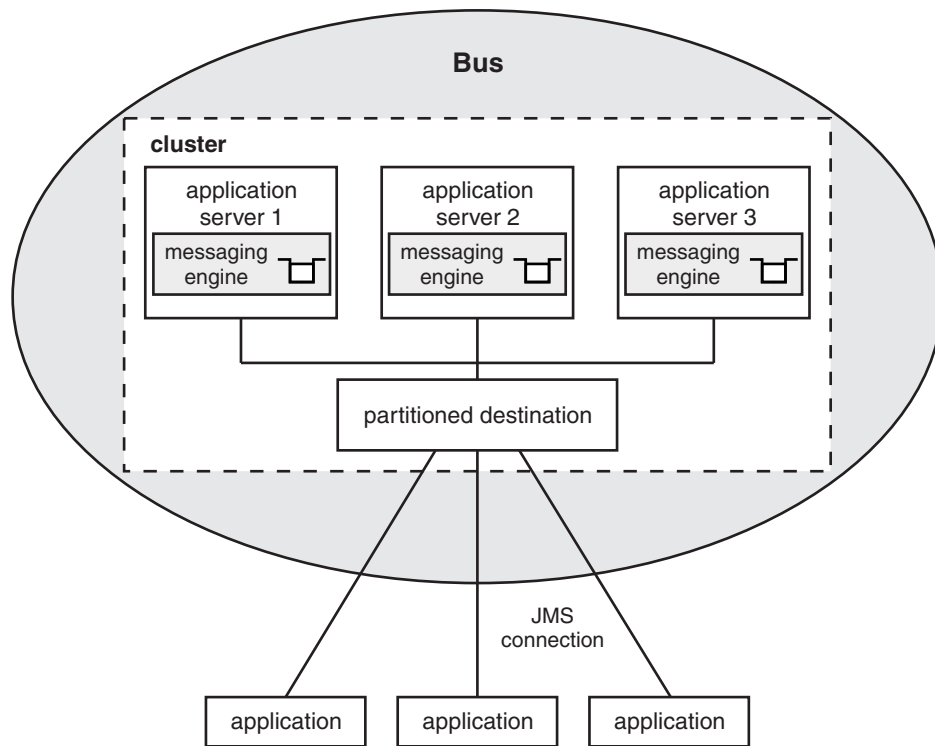 Bus
cluster
application
server 1
messaging
engine
application
server 2
messaging
engine
application
server 3
messaging
engine
partitioned destination
JMS
connection
application
application
application